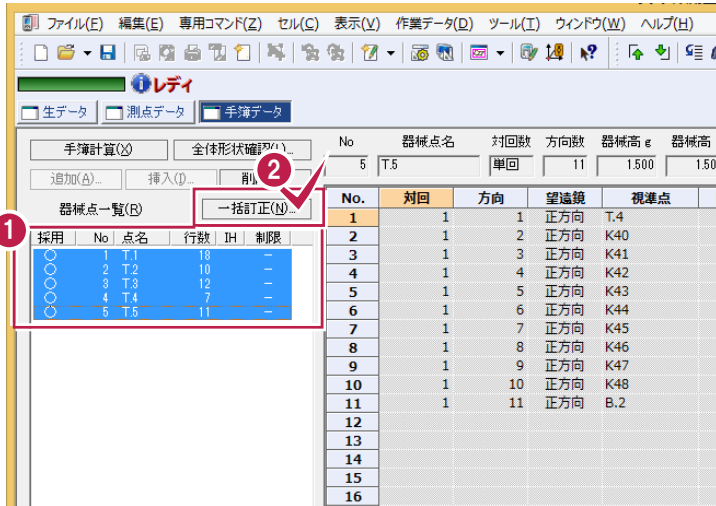 ファイル(F) 編集(E) 専用コマンド(Z) セル(C) 表示(V) 作業データ(D) ツール(T) ウィンドウ(W) ヘルプ(H)
レディ
生データ 測点データ 手簿データ
手簿計算(X) 全体形状確認(L)...
追加(A)... 挿入(I)... 削
器械点一覧(R) 一括訂正(N)...
1
2
採用 No 点名 行数 IH 制限
○ 1 T.1 18 −
○ 2 T.2 10 −
○ 3 T.3 12 −
○ 4 T.4 7 −
○ 5 T.5 11 −
No 器械点名 対回数 方向数 器械高 g 器械高
5 T.5 単回 11 1.500 1.50
No. 対回 方向 望遠鏡 視準点
1 1 1 正方向 T.4
2 1 2 正方向 K40
3 1 3 正方向 K41
4 1 4 正方向 K42
5 1 5 正方向 K43
6 1 6 正方向 K44
7 1 7 正方向 K45
8 1 8 正方向 K46
9 1 9 正方向 K47
10 1 10 正方向 K48
11 1 11 正方向 B.2
12
13
14
15
16